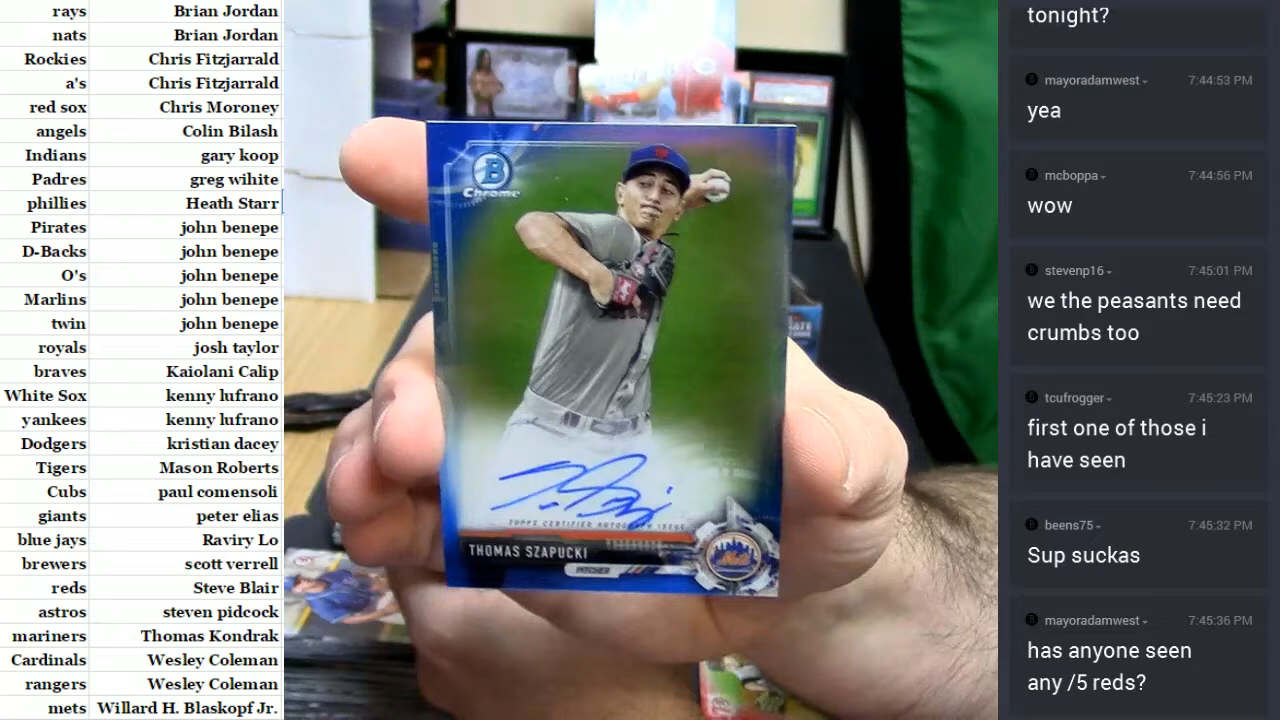 rays Brian Jordan
nats Brian Jordan
Rockies Chris Fitzjarrald
a's Chris Fitzjarrald
red sox Chris Moroney
angels Colin Bilash
Indians gary koop
Padres greg wihite
phillies Heath Starr
Pirates john benepe
D-Backs john benepe
O's john benepe
Marlins john benepe
twin john benepe
royals josh taylor
braves Kaiolani Calip
White Sox kenny lufrano
yankees kenny lufrano
Dodgers kristian dacey
Tigers Mason Roberts
Cubs paul comensoli
giants peter elias
blue jays Raviry Lo
brewers scott verrell
reds Steve Blair
astros steven pidcock
mariners Thomas Kondrak
Cardinals Wesley Coleman
rangers Wesley Coleman
mets Willard H. Blaskopf Jr.
B
Chrome
TOPPS CERTIFIED AUTOGRAPH ISSUE
THOMAS SZAPUCKI
PITCHER
Mets
tonight?
mayoradamwest 7:44:53 PM
yea
mcboppa 7:44:56 PM
wow
stevenp16 7:45:01 PM
we the peasants need
crumbs too
tcufrogger 7:45:23 PM
first one of those i
have seen
beens75 7:45:32 PM
Sup suckas
mayoradamwest 7:45:36 PM
has anyone seen
any /5 reds?